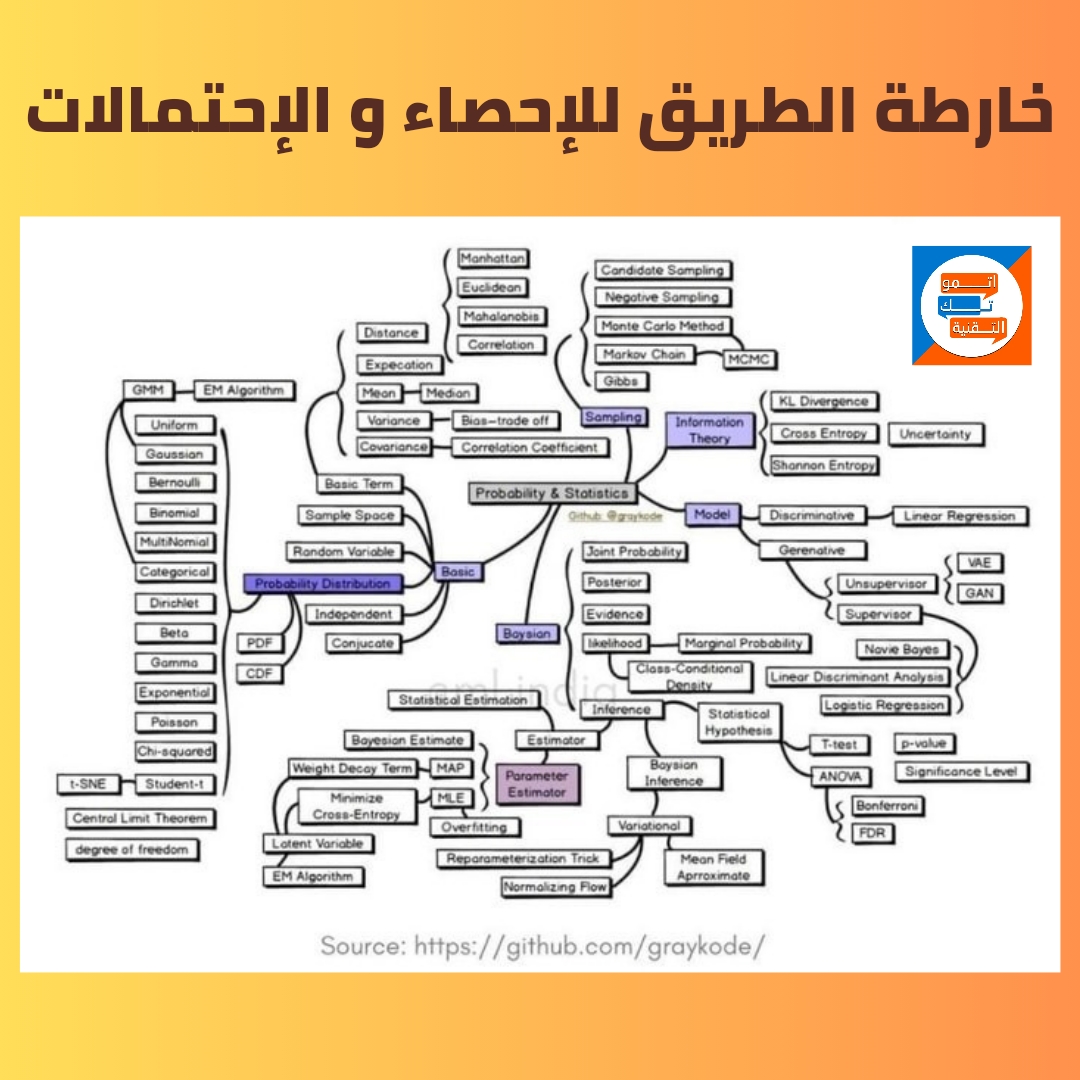 خارطة الطريق للإحصاء و الإحتمالات
أتمو
تك
التقنية
Manhattan
Euclidean
Mahalanobis
Correlation
Distance
Expecation
Mean
Median
Variance
Bias-trade off
Covariance
Correlation Coefficient
Basic Term
Sample Space
Random Variable
Probability Distribution
Basic
Independent
Conjucate
PDF
CDF
GMM
EM Algorithm
Uniform
Gaussian
Bernoulli
Binomial
MultiNomial
Categorical
Dirichlet
Beta
Gamma
Exponential
Poisson
Chi-squared
t-SNE
Student-t
Central Limit Theorem
degree of freedom
Candidate Sampling
Negative Sampling
Monte Carlo Method
Markov Chain
MCMC
Gibbs
Sampling
Information
Theory
KL Divergence
Cross Entropy
Uncertainty
Shannon Entropy
Probability & Statistics
Github: @graykode
Model
Discriminative
Linear Regression
Gerenative
Unsupervisor
VAE
GAN
Supervisor
Navie Bayes
Linear Discriminant Analysis
Logistic Regression
Baysian
Joint Probability
Posterior
Evidence
likelihood
Marginal Probability
Class-Conditional
Density
Inference
Statistical
Hypothesis
T-test
p-value
ANOVA
Significance Level
Bonferroni
FDR
Statistical Estimation
Estimator
Parameter
Estimator
Bayesian Estimate
Weight Decay Term
MAP
Minimize
Cross-Entropy
MLE
Overfitting
Latent Variable
EM Algorithm
Baysian
Inference
Variational
Reparameterization Trick
Normalizing Flow
Mean Field
Aprroximate
Source: https://github.com/graykode/